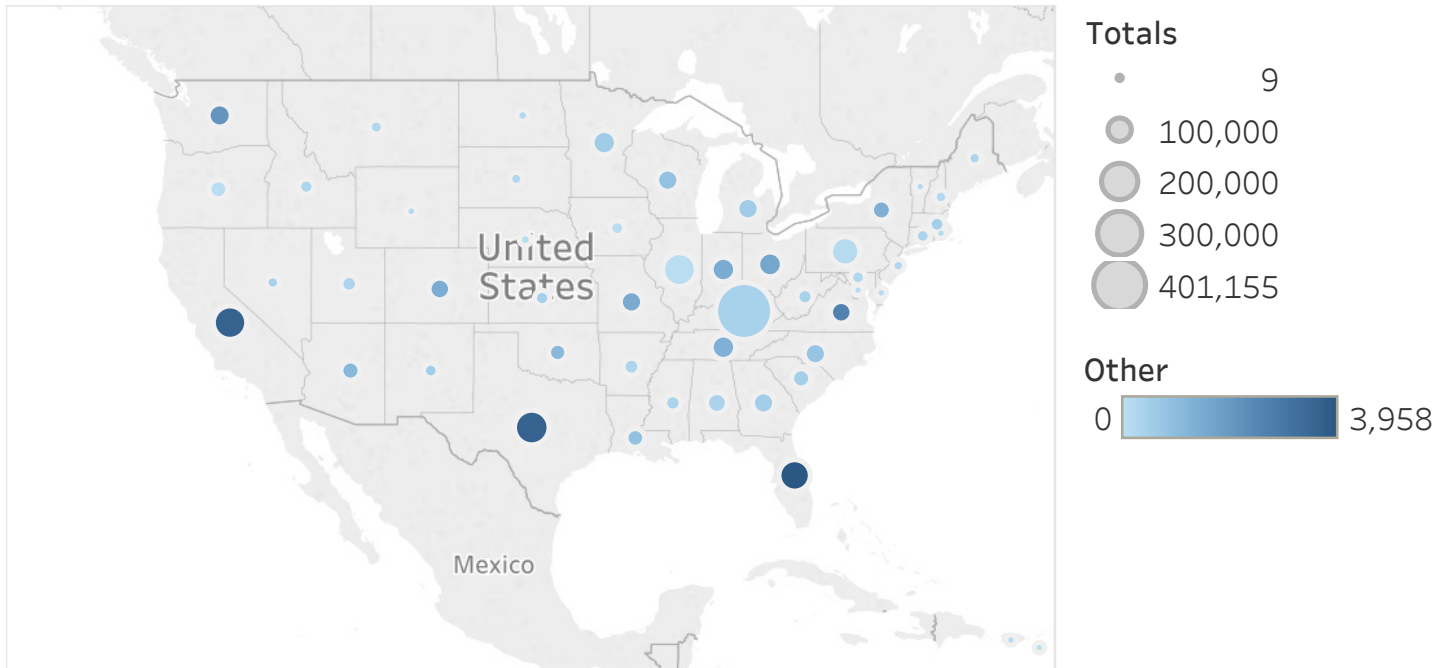 United
States
Mexico
Totals
9
100,000
200,000
300,000
401,155
Other
0
3,958